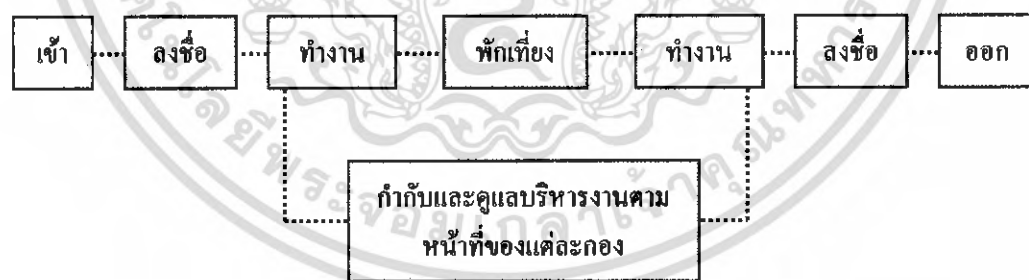 เข้า
ลงชื่อ
ทำงาน
พักเที่ยง
ทำงาน
ลงชื่อ
ออก
กำกับและดูแลบริหารงานตาม
หน้าที่ของแต่ละกอง